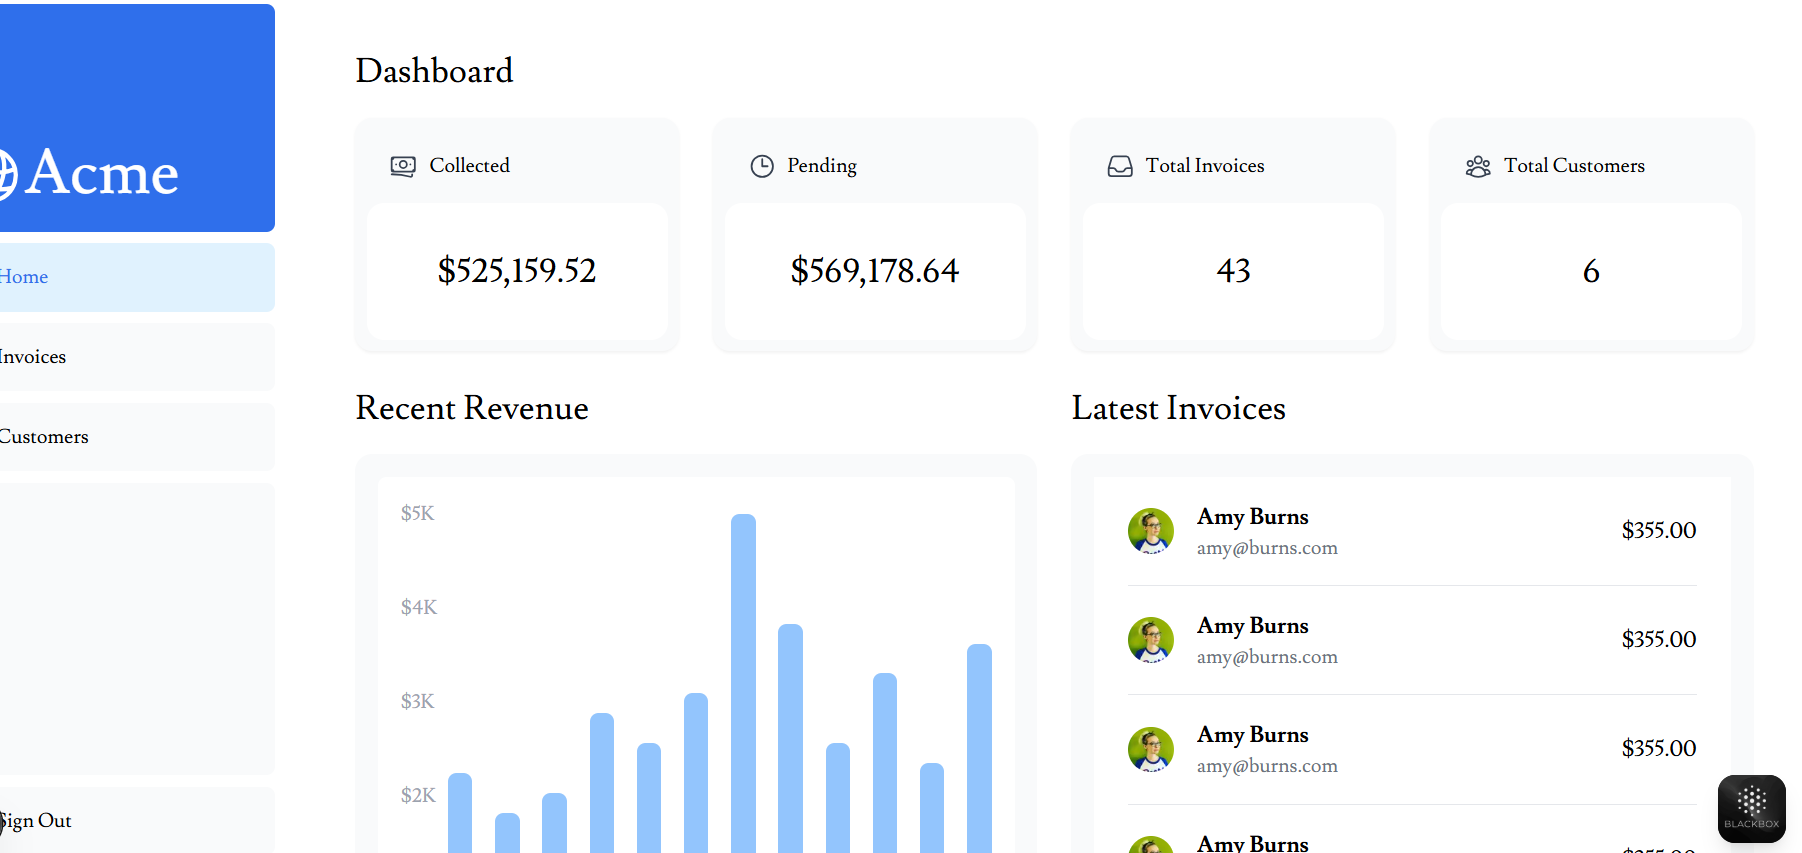 Acme
Home
Invoices
Customers
Sign Out
Dashboard
Collected
$525,159.52
Pending
$569,178.64
Total Invoices
43
Total Customers
6
Recent Revenue
$5K
$4K
$3K
$2K
Latest Invoices
Amy Burns
amy@burns.com
$355.00
Amy Burns
amy@burns.com
$355.00
Amy Burns
amy@burns.com
$355.00
Amy Burns
BLACKBOX